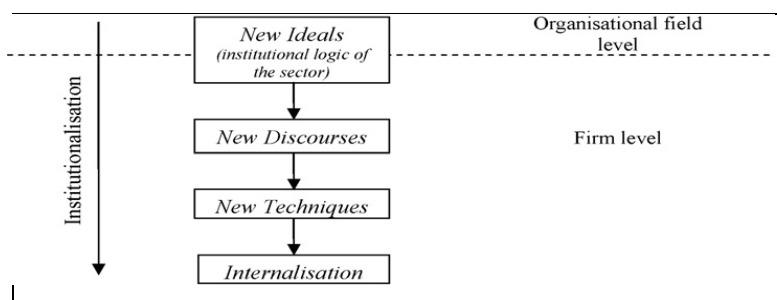 New Ideals
(institutional logic of
the sector)
Organisational field
level
New Discourses
Firm level
New Techniques
Internalisation
Institutionalisation